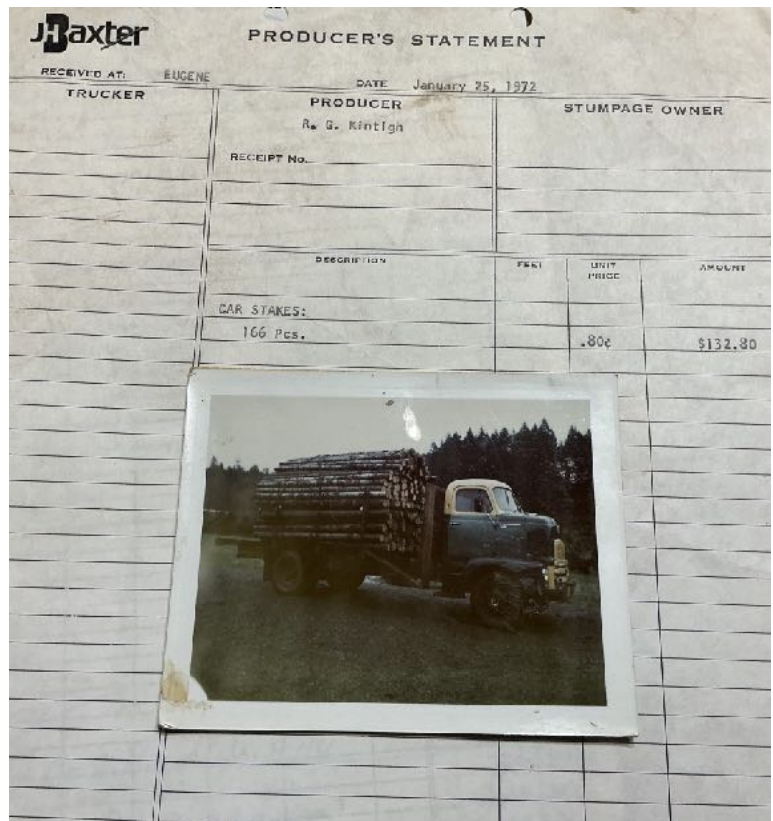 JHBaxter
PRODUCER'S STATEMENT
RECEIVED AT: EUGENE
DATE January 25, 1972
TRUCKER
PRODUCER
STUMPAGE OWNER
R. G. Kintigh
RECEIPT No.
DESCRIPTION
FEET
UNIT
PRICE
AMOUNT
CAR STAKES:
166 Pcs.
.80¢
$132.80